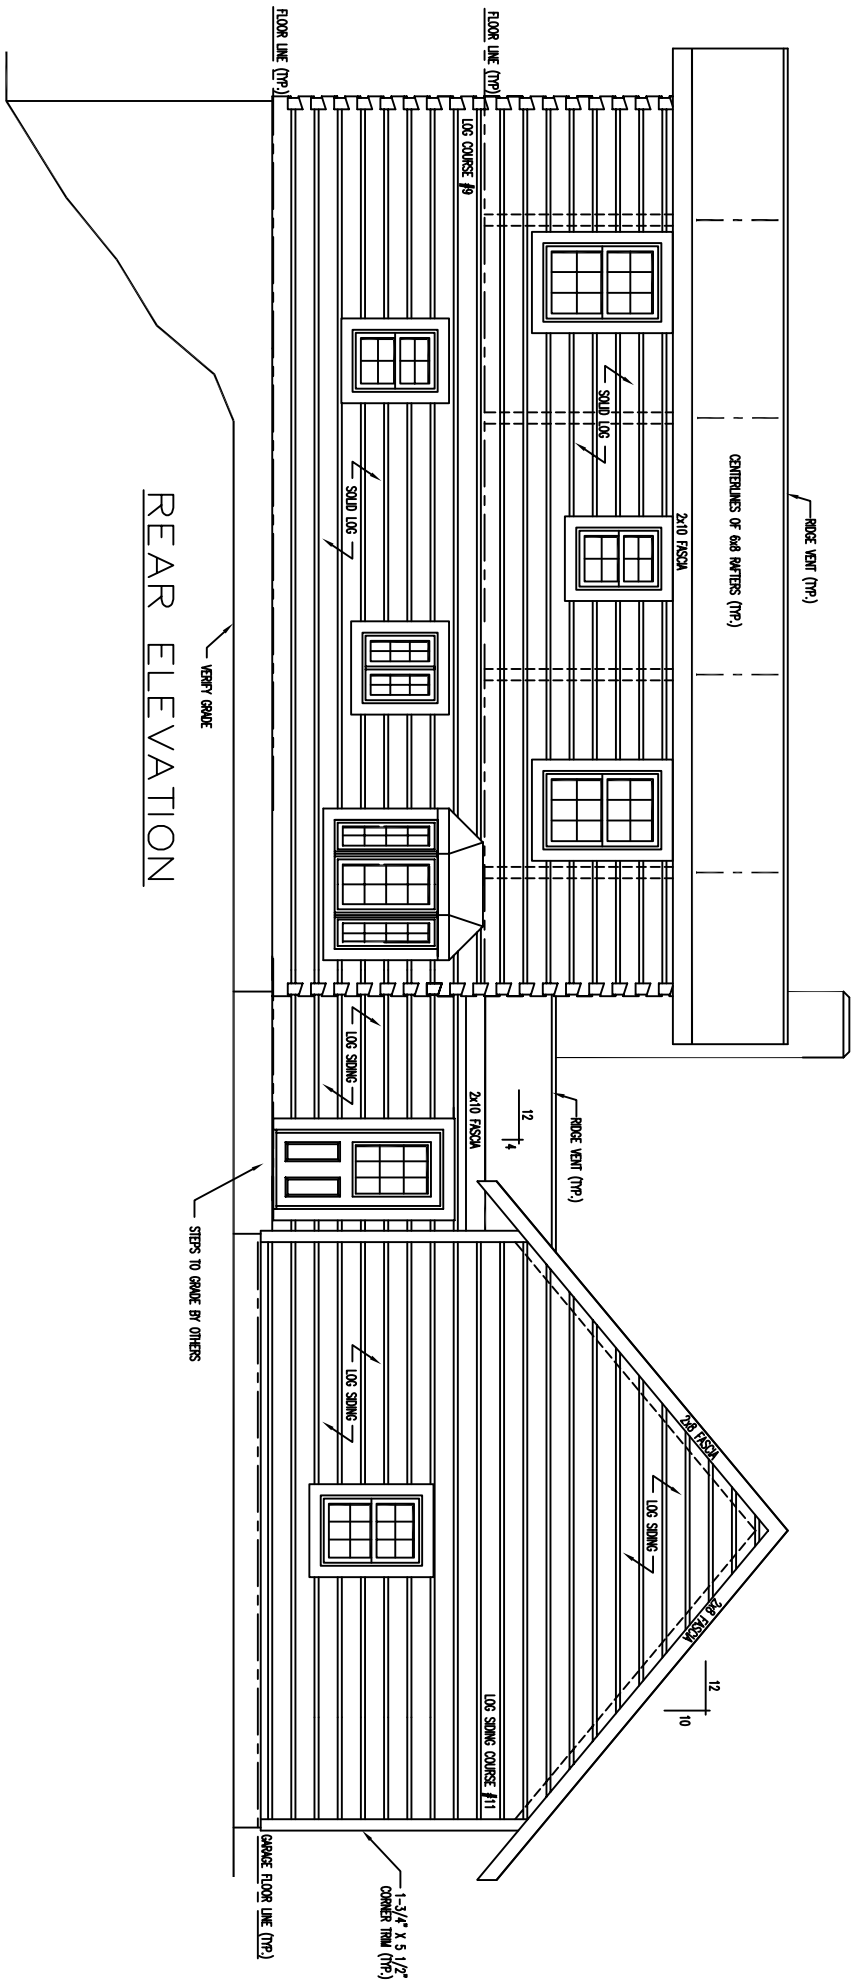 RIDGE VENT (TYP.)
CENTERLINES OF 6x8 RAFTERS (TYP.)
2x10 FASCIA
SOLID LOG
FLOOR LINE (TYP)
LOG COURSE #9
SOLID LOG
FLOOR LINE (TYP.)
VERIFY GRADE
REAR ELEVATION
RIDGE VENT (TYP.)
12
4
2x10 FASCIA
LOG SIDING
STEPS TO GRADE BY OTHERS
2x8 FASCIA
LOG SIDING
2x8 FASCIA
12
10
LOG SIDING COURSE #11
LOG SIDING
1-3/4" X 5 1/2"
CORNER TRIM (TYP.)
GARAGE FLOOR LINE (TYP.)